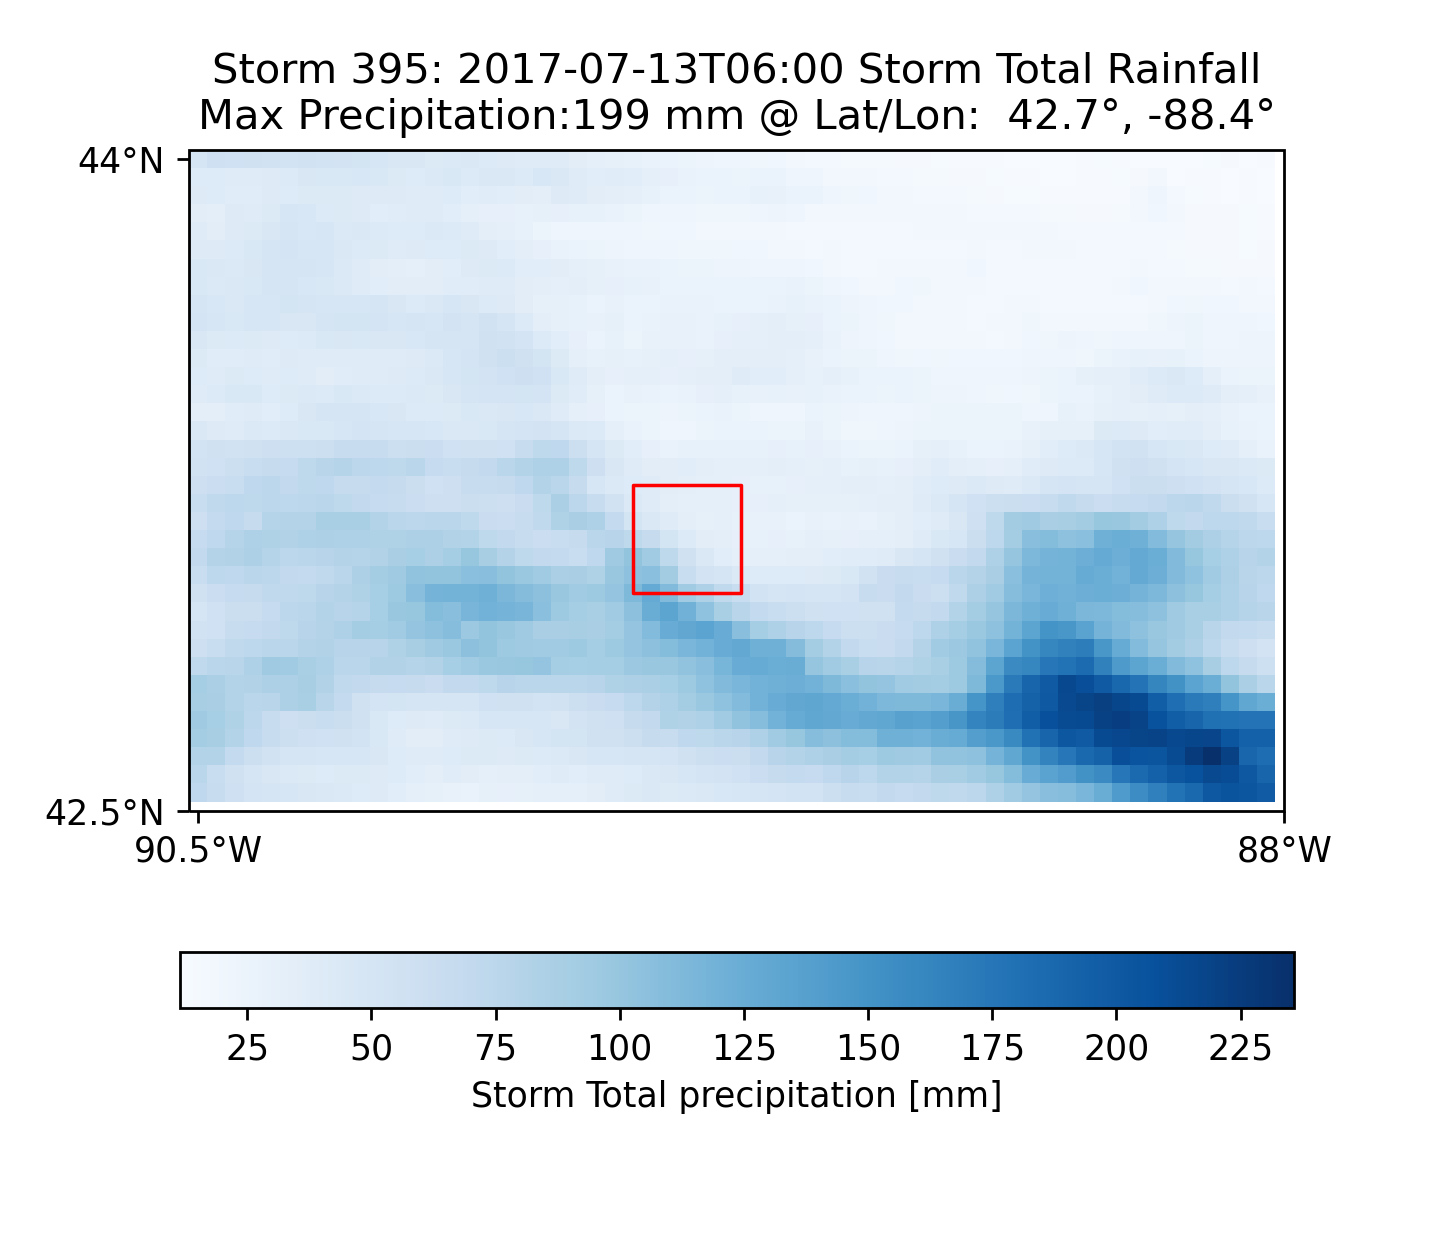 Storm 395: 2017-07-13T06:00 Storm Total Rainfall
Max Precipitation:199 mm @ Lat/Lon:  42.7°, -88.4°
44°N
42.5°N
90.5°W 88°W
25 50 75 100 125 150 175 200 225
Storm Total precipitation [mm]